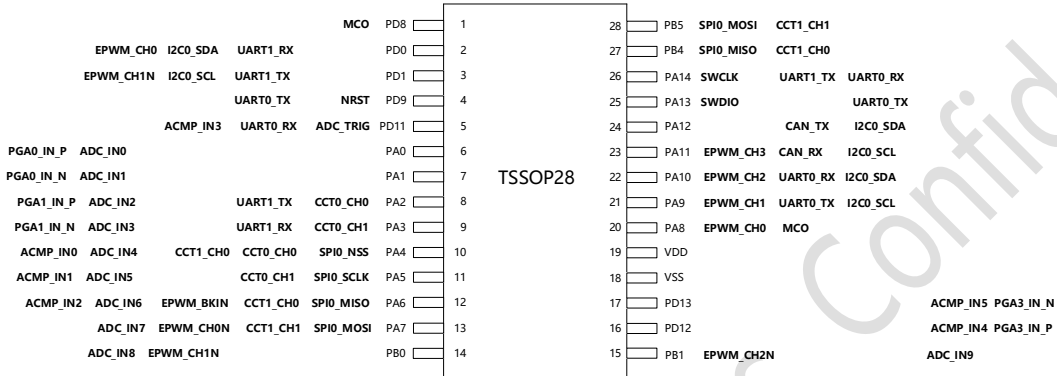 MCO PD8 1
EPWM_CH0 I2C0_SDA UART1_RX PD0 2
EPWM_CH1N I2C0_SCL UART1_TX PD1 3
UART0_TX NRST PD9 4
ACMP_IN3 UART0_RX ADC_TRIG PD11 5
PGA0_IN_P ADC_IN0 PA0 6
PGA0_IN_N ADC_IN1 PA1 7
PGA1_IN_P ADC_IN2 UART1_TX CCT0_CH0 PA2 8
PGA1_IN_N ADC_IN3 UART1_RX CCT0_CH1 PA3 9
ACMP_IN0 ADC_IN4 CCT1_CH0 CCT0_CH0 SPI0_NSS PA4 10
ACMP_IN1 ADC_IN5 CCT0_CH1 SPI0_SCLK PA5 11
ACMP_IN2 ADC_IN6 EPWM_BKIN CCT1_CH0 SPI0_MISO PA6 12
ADC_IN7 EPWM_CH0N CCT1_CH1 SPI0_MOSI PA7 13
ADC_IN8 EPWM_CH1N PB0 14
TSSOP28
28 PB5 SPI0_MOSI CCT1_CH1
27 PB4 SPI0_MISO CCT1_CH0
26 PA14 SWCLK UART1_TX UART0_RX
25 PA13 SWDIO UART0_TX
24 PA12 CAN_TX I2C0_SDA
23 PA11 EPWM_CH3 CAN_RX I2C0_SCL
22 PA10 EPWM_CH2 UART0_RX I2C0_SDA
21 PA9 EPWM_CH1 UART0_TX I2C0_SCL
20 PA8 EPWM_CH0 MCO
19 VDD
18 VSS
17 PD13 ACMP_IN5 PGA3_IN_N
16 PD12 ACMP_IN4 PGA3_IN_P
15 PB1 EPWM_CH2N ADC_IN9
Confid